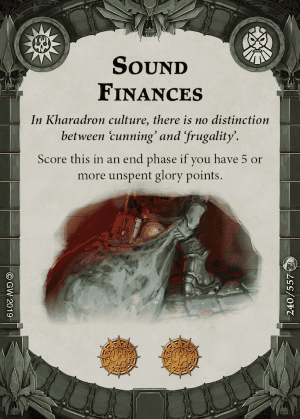 SOUND
FINANCES
In Kharadron culture, there is no distinction
between ‘cunning’ and ‘frugality’.
Score this in an end phase if you have 5 or
more unspent glory points.
© GW 2019
240/557